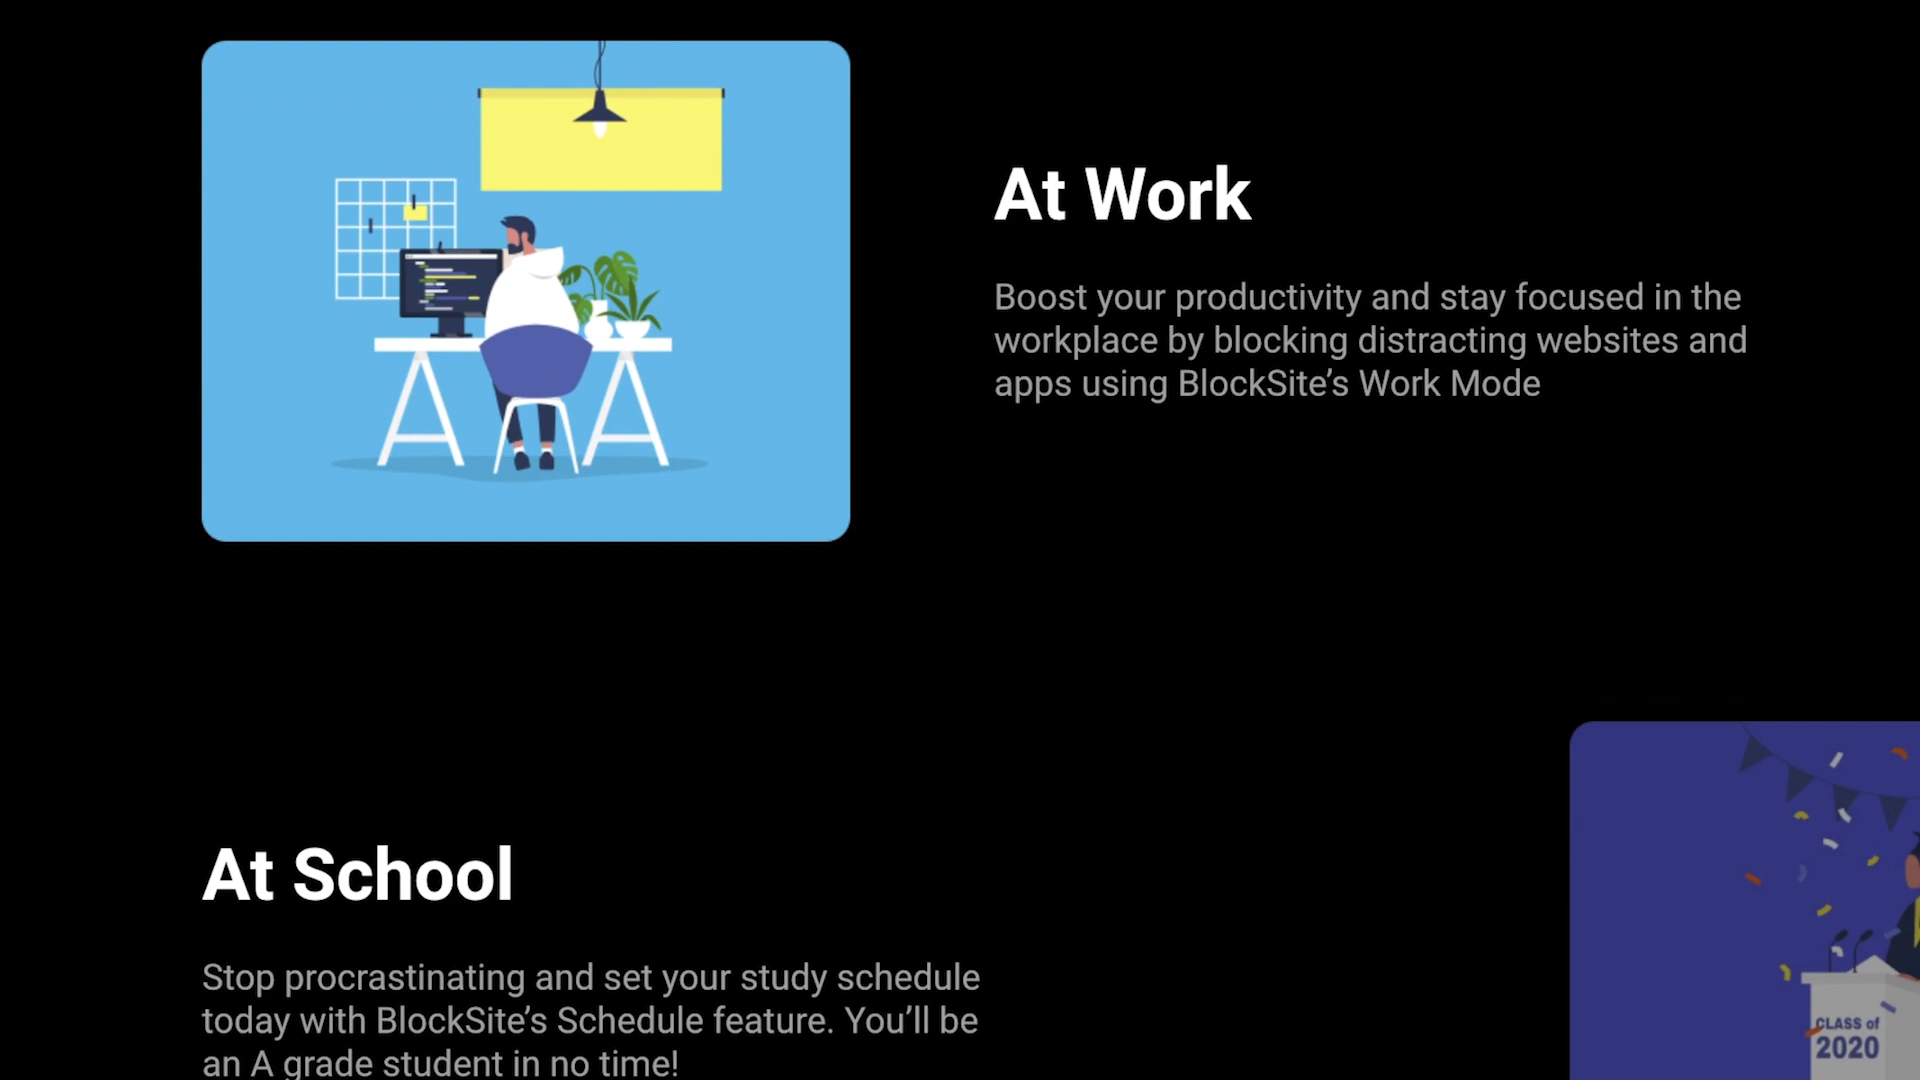 At Work
Boost your productivity and stay focused in the
workplace by blocking distracting websites and
apps using BlockSite’s Work Mode
At School
Stop procrastinating and set your study schedule
today with BlockSite’s Schedule feature. You’ll be
an A grade student in no time!
CLASS of
2020